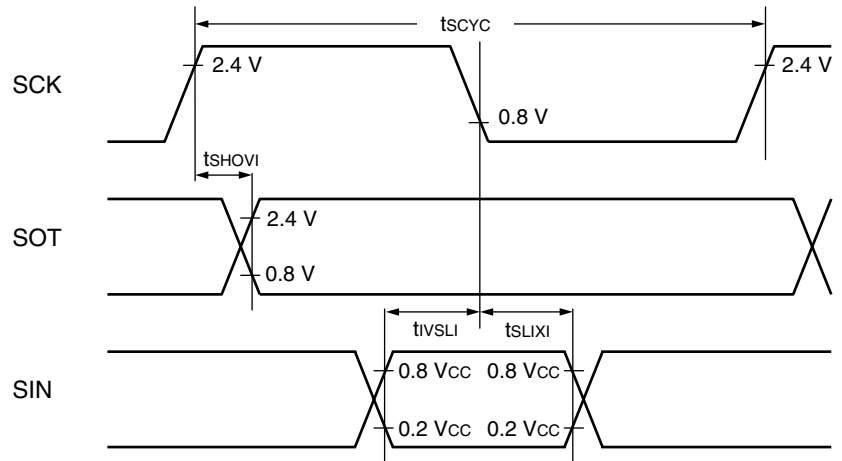 tSCYC
SCK
2.4 V
2.4 V
0.8 V
tSHOVI
SOT
2.4 V
0.8 V
tIVSLI
tSLIXI
SIN
0.8 VCC
0.8 VCC
0.2 VCC
0.2 VCC